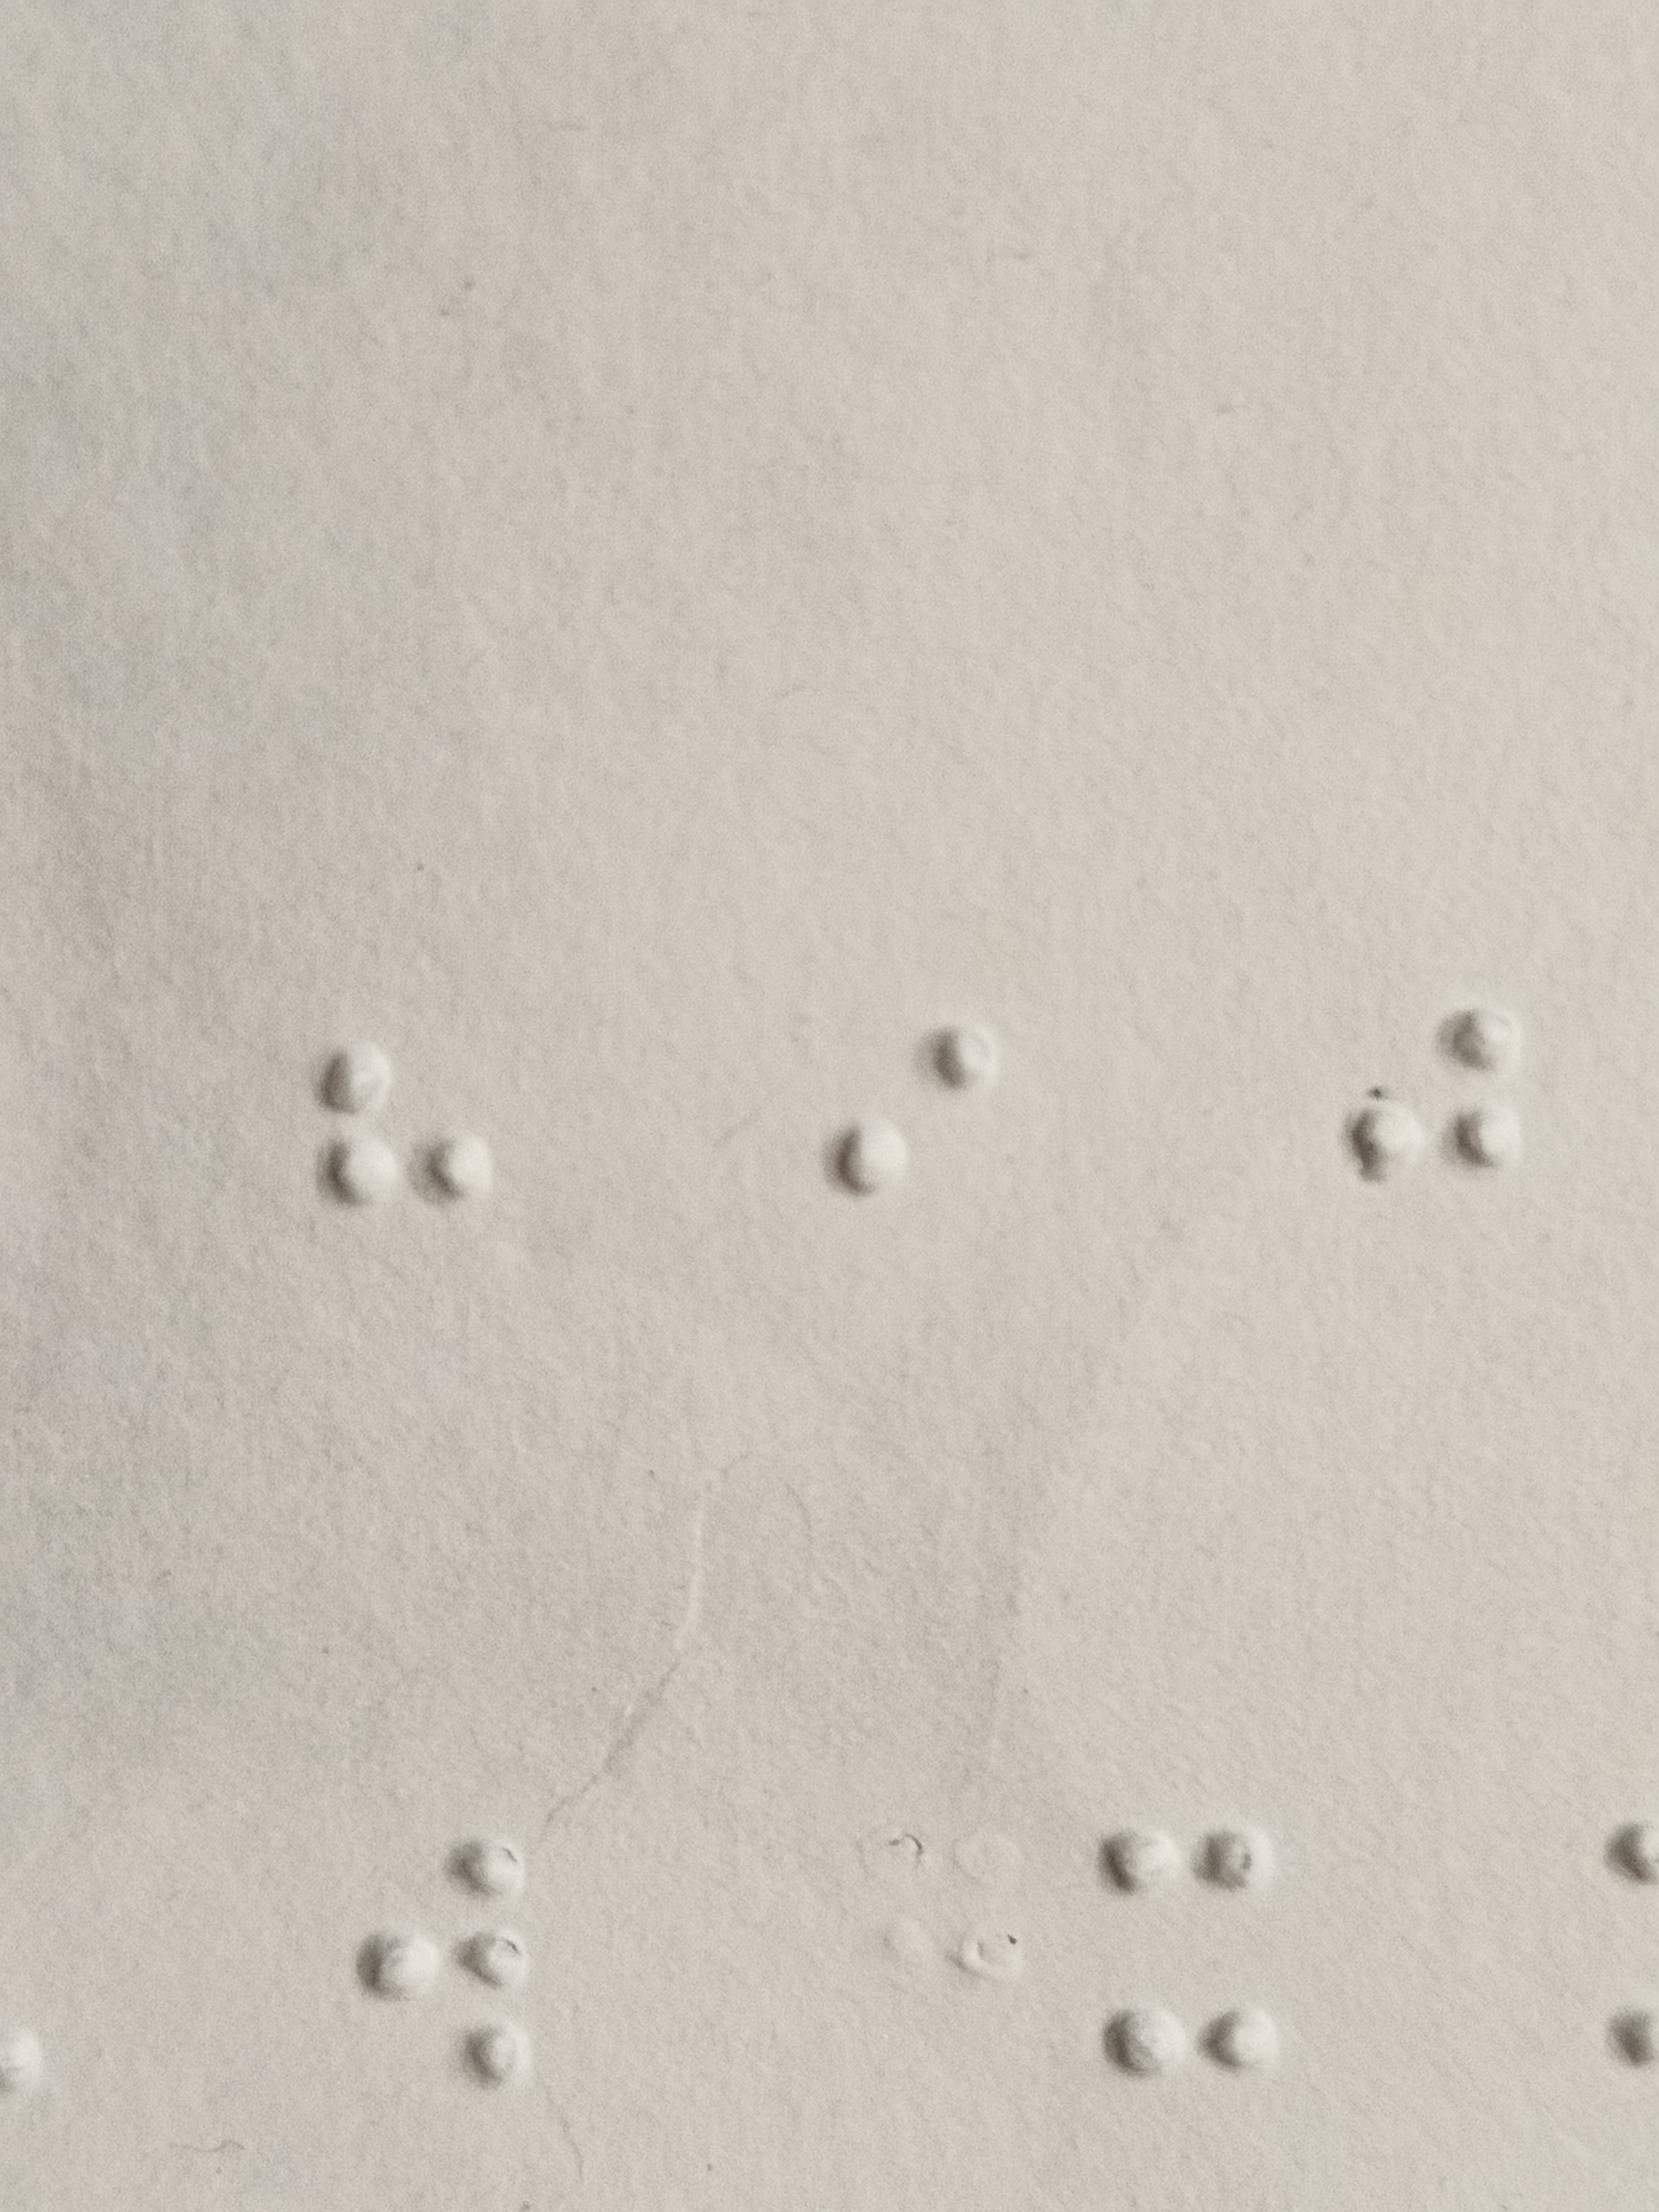 ⠓ ⠊ ⠚
⠺ ⠭